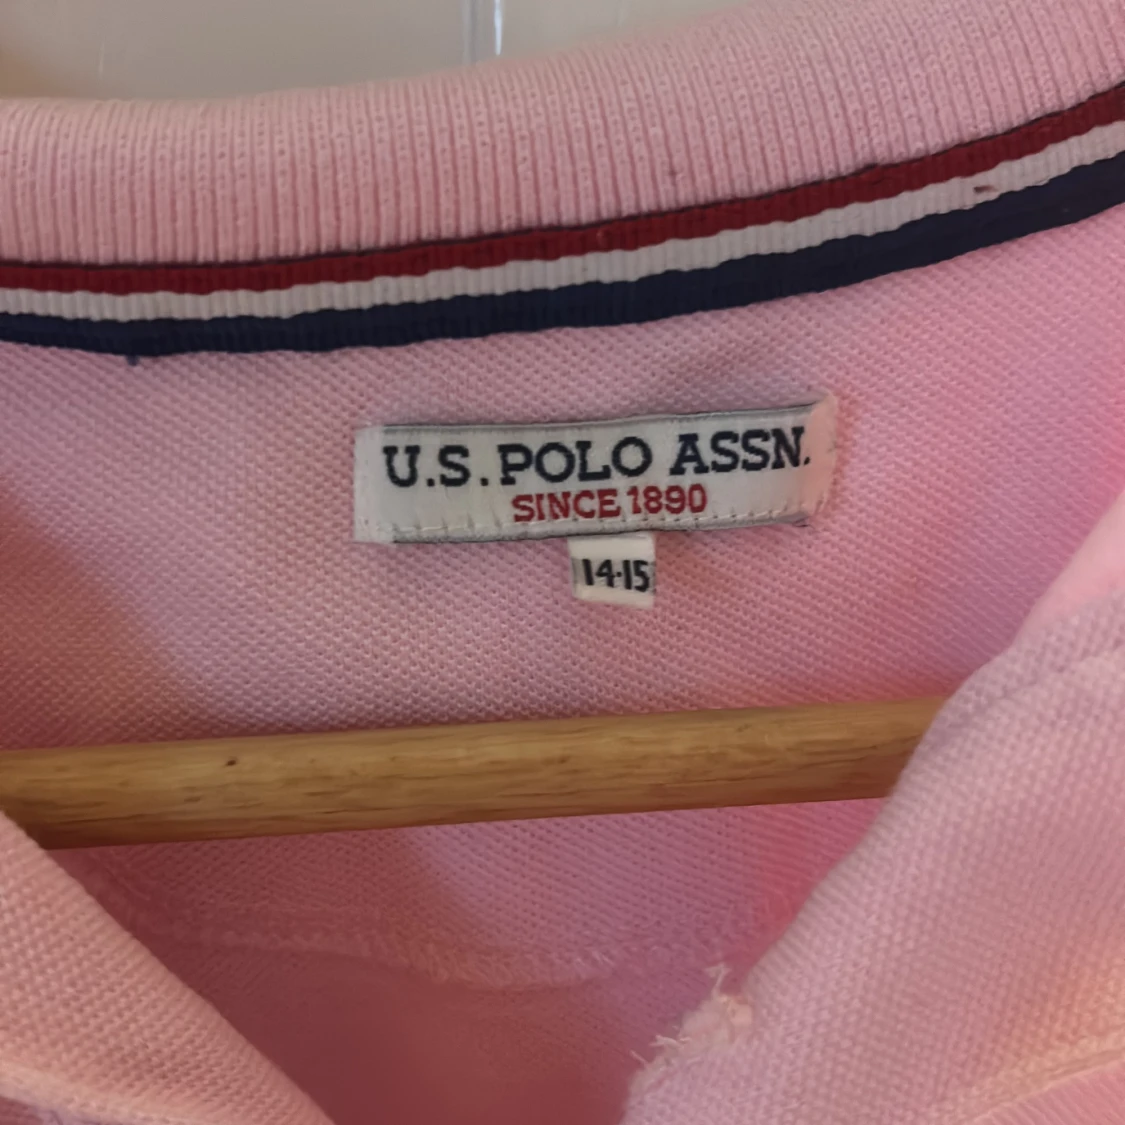 U.S. POLO ASSN.
SINCE 1890
14-15